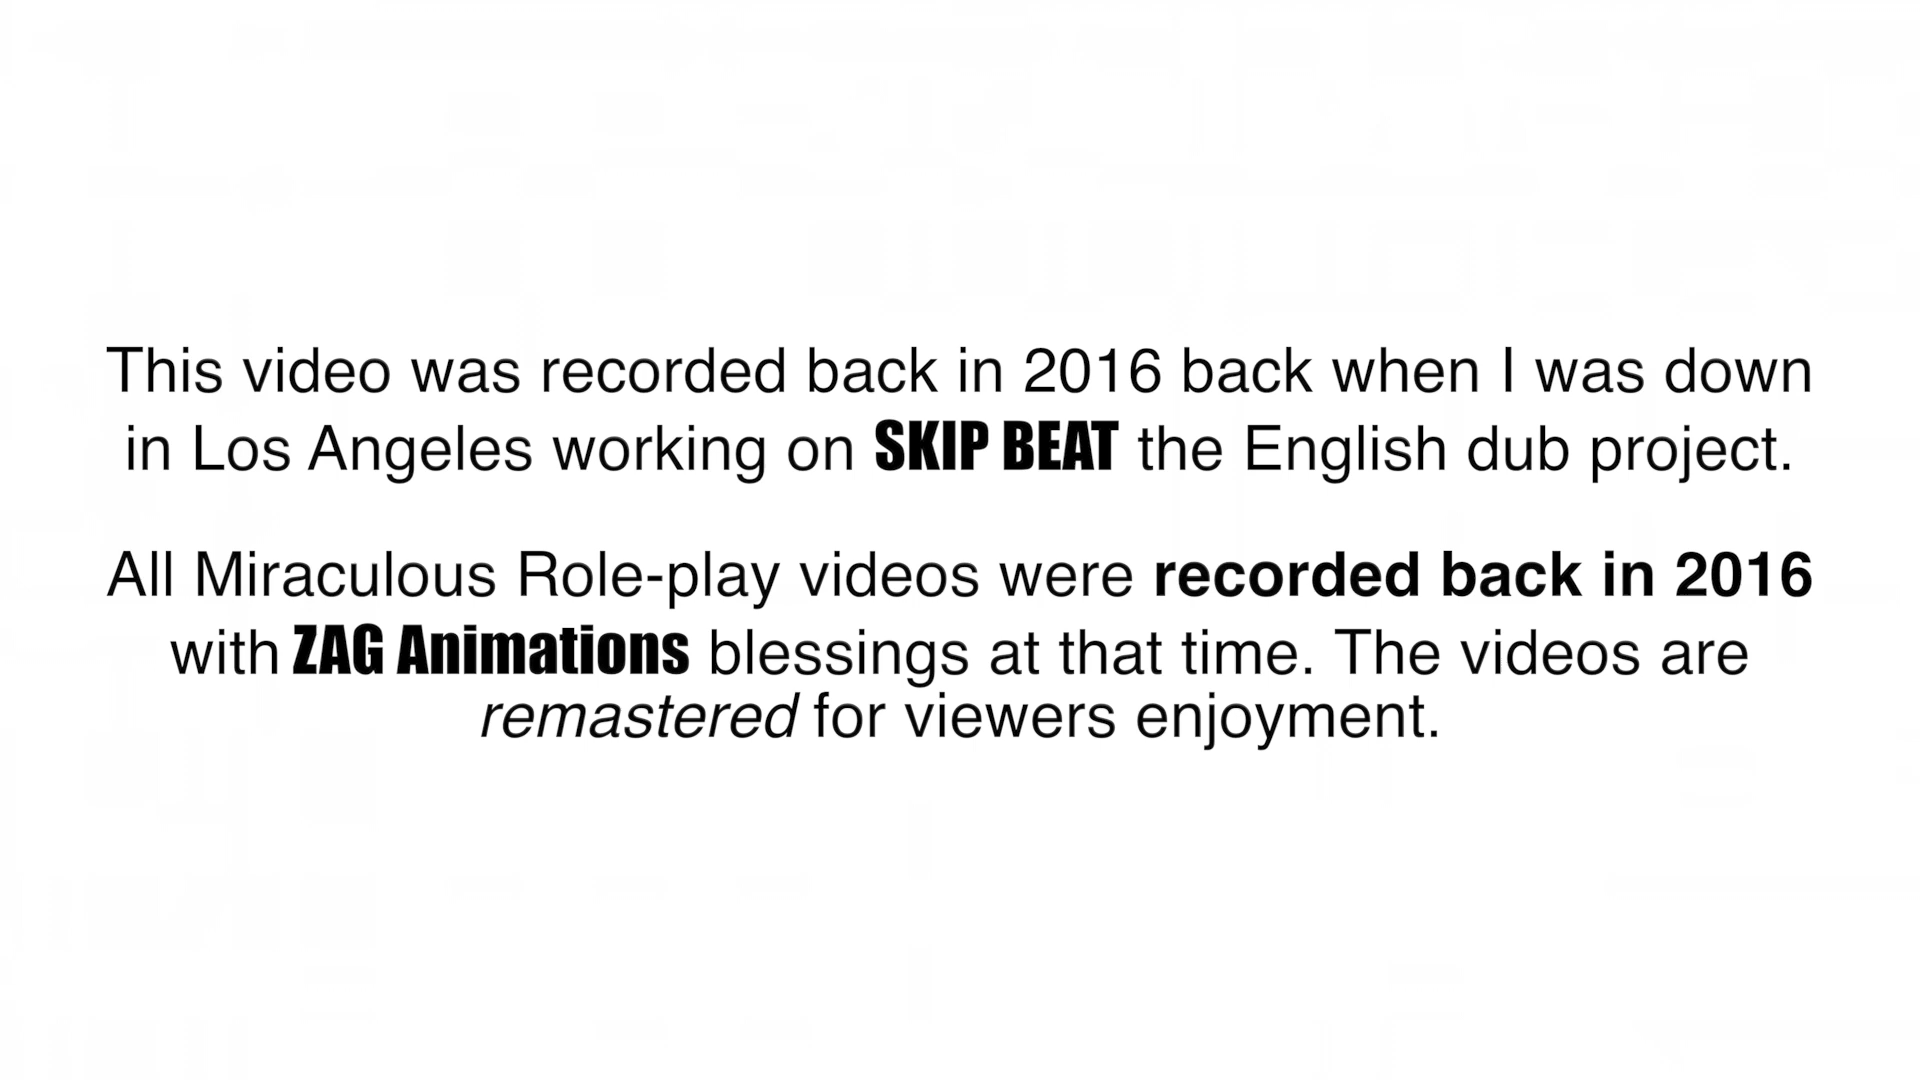 This video was recorded back in 2016 back when I was down
in Los Angeles working on SKIP BEAT the English dub project.
All Miraculous Role-play videos were recorded back in 2016
with ZAG Animations blessings at that time. The videos are
remastered for viewers enjoyment.